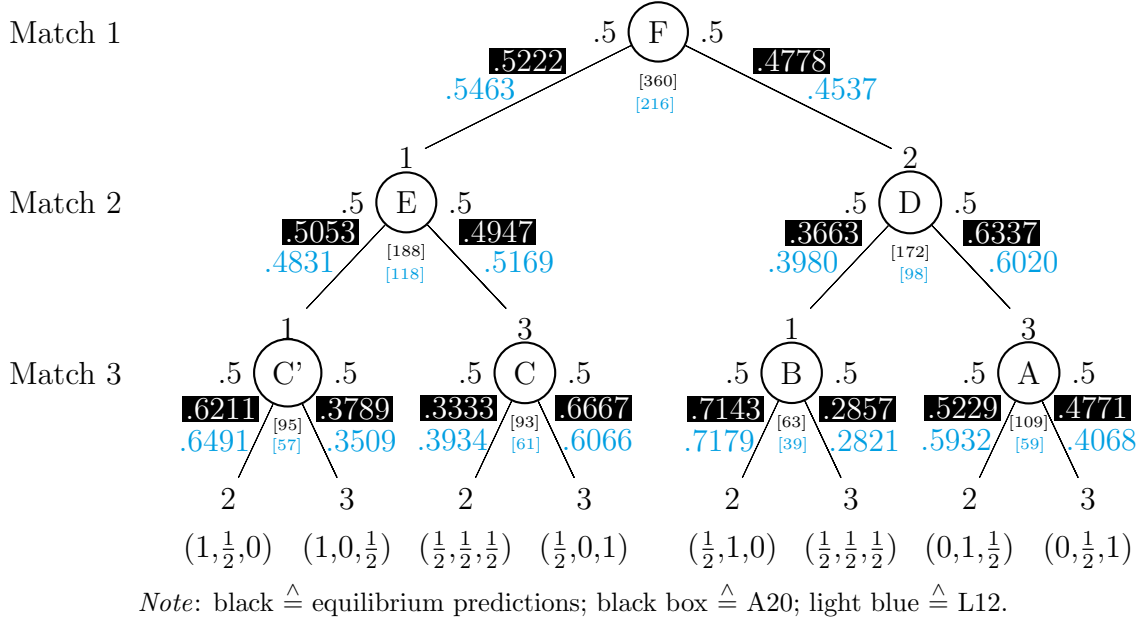 Match 1 .5 F .5
.5222 .4778
.5463 [360] .4537
[216]
1 2
Match 2 .5 E .5 .5 D .5
.5053 .4947 .3663 .6337
.4831 [188] .5169 .3980 [172] .6020
[118] [98]
1 3 1 3
Match 3 .5 C' .5 .5 C .5 .5 B .5 .5 A .5
.6211 .3789 .3333 .6667 .7143 .2857 .5229 .4771
[95] [93] [63] [109]
.6491 [57] .3509 .3934 [61] .6066 .7179 [39] .2821 .5932 [59] .4068
2 3 2 3 2 3 2 3
(1,½,0) (1,0,½) (½,½,½) (½,0,1) (½,1,0) (½,½,½) (0,1,½) (0,½,1)
Note: black ≙ equilibrium predictions; black box ≙ A20; light blue ≙ L12.